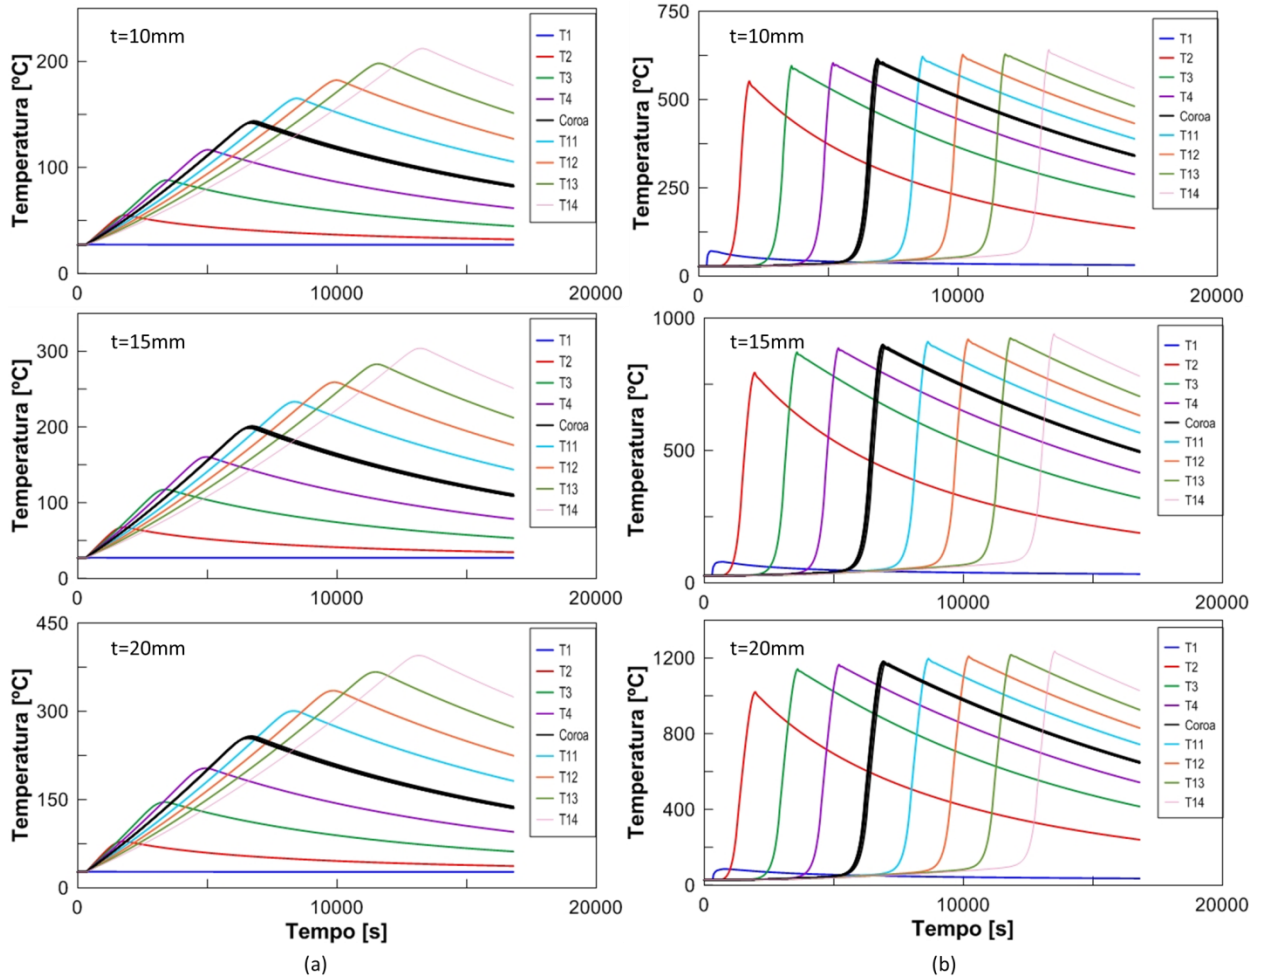 t=10mm
Temperatura [ºC]
200
100
0
0
10000
20000
T1
T2
T3
T4
Coroa
T11
T12
T13
T14
t=10mm
Temperatura [ºC]
750
500
250
0
0
10000
20000
T1
T2
T3
T4
Coroa
T11
T12
T13
T14
t=15mm
Temperatura [ºC]
300
200
100
0
0
10000
20000
T1
T2
T3
T4
Coroa
T11
T12
T13
T14
t=15mm
Temperatura [ºC]
1000
500
0
0
10000
20000
T1
T2
T3
T4
Coroa
T11
T12
T13
T14
t=20mm
Temperatura [ºC]
450
300
150
0
0
10000
20000
T1
T2
T3
T4
Coroa
T11
T12
T13
T14
Tempo [s]
(a)
t=20mm
Temperatura [ºC]
1200
800
400
0
0
10000
20000
T1
T2
T3
T4
Coroa
T11
T12
T13
T14
Tempo [s]
(b)